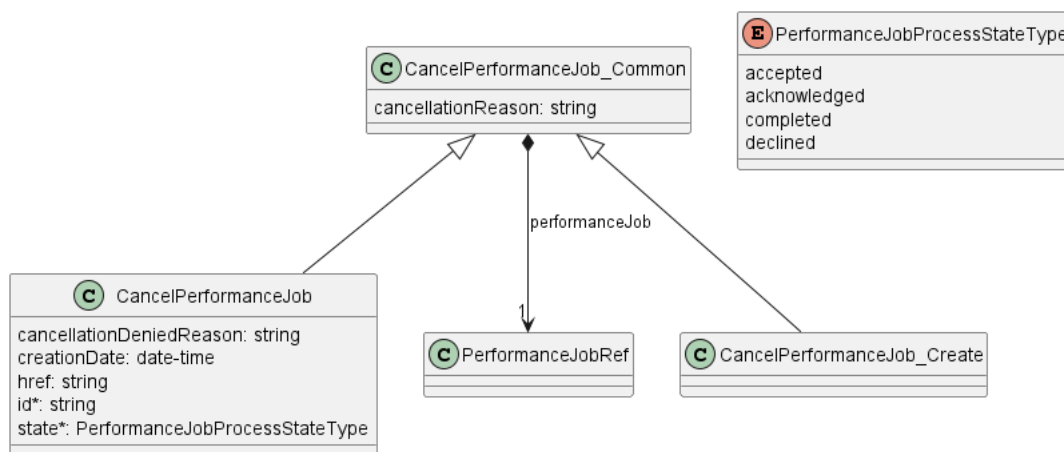 C CancelPerformanceJob_Common
cancellationReason: string
E PerformanceJobProcessStateType
accepted
acknowledged
completed
declined
performanceJob
1
C CancelPerformanceJob
cancellationDeniedReason: string
creationDate: date-time
href: string
id*: string
state*: PerformanceJobProcessStateType
C PerformanceJobRef
C CancelPerformanceJob_Create